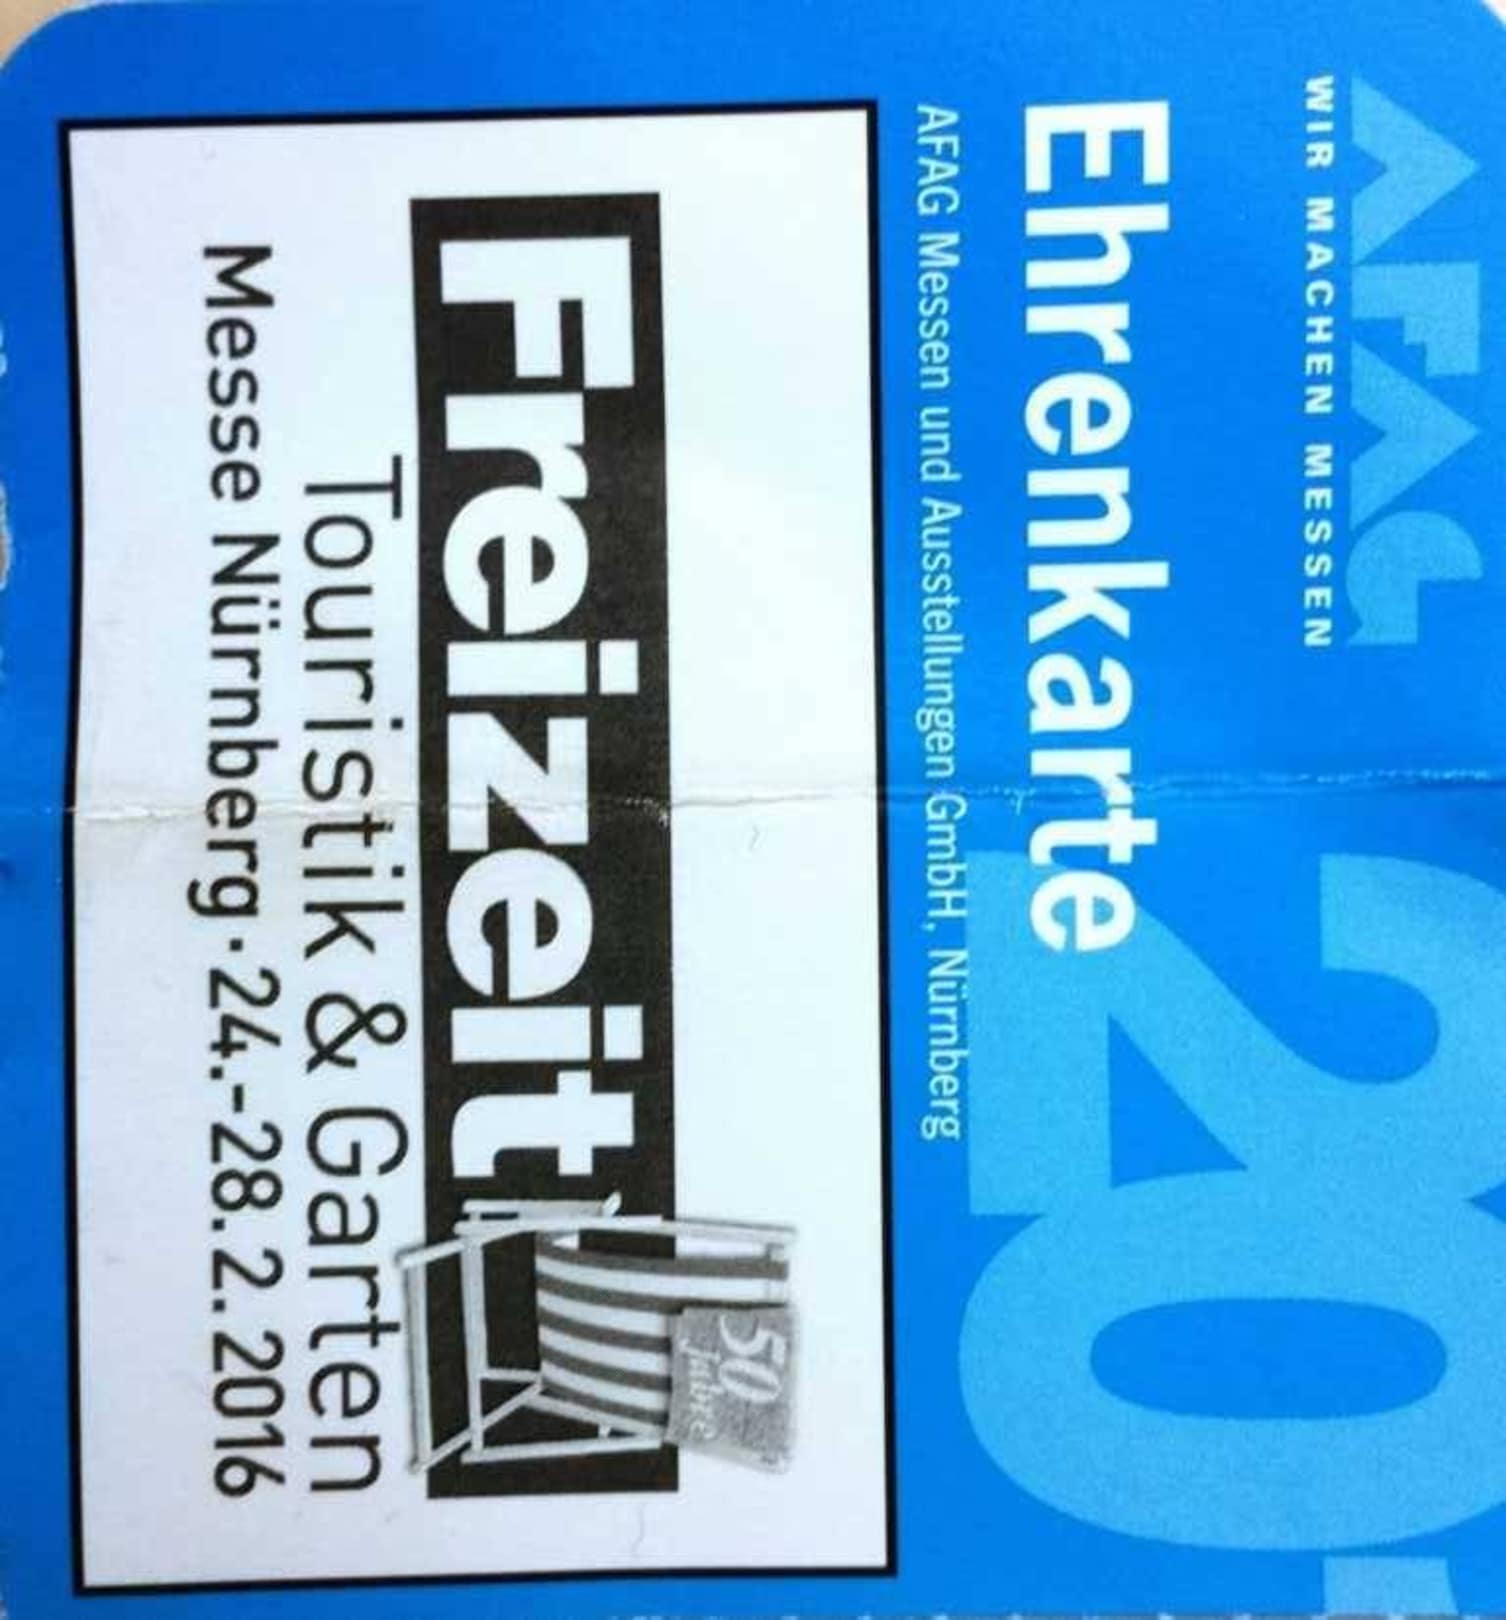 AFAG
WIR MACHEN MESSEN
Ehrenkarte
AFAG Messen und Ausstellungen GmbH, Nürnberg
20
50
Jahre
Freizeit
Touristik & Garten
Messe Nürnberg · 24.-28.2.2016